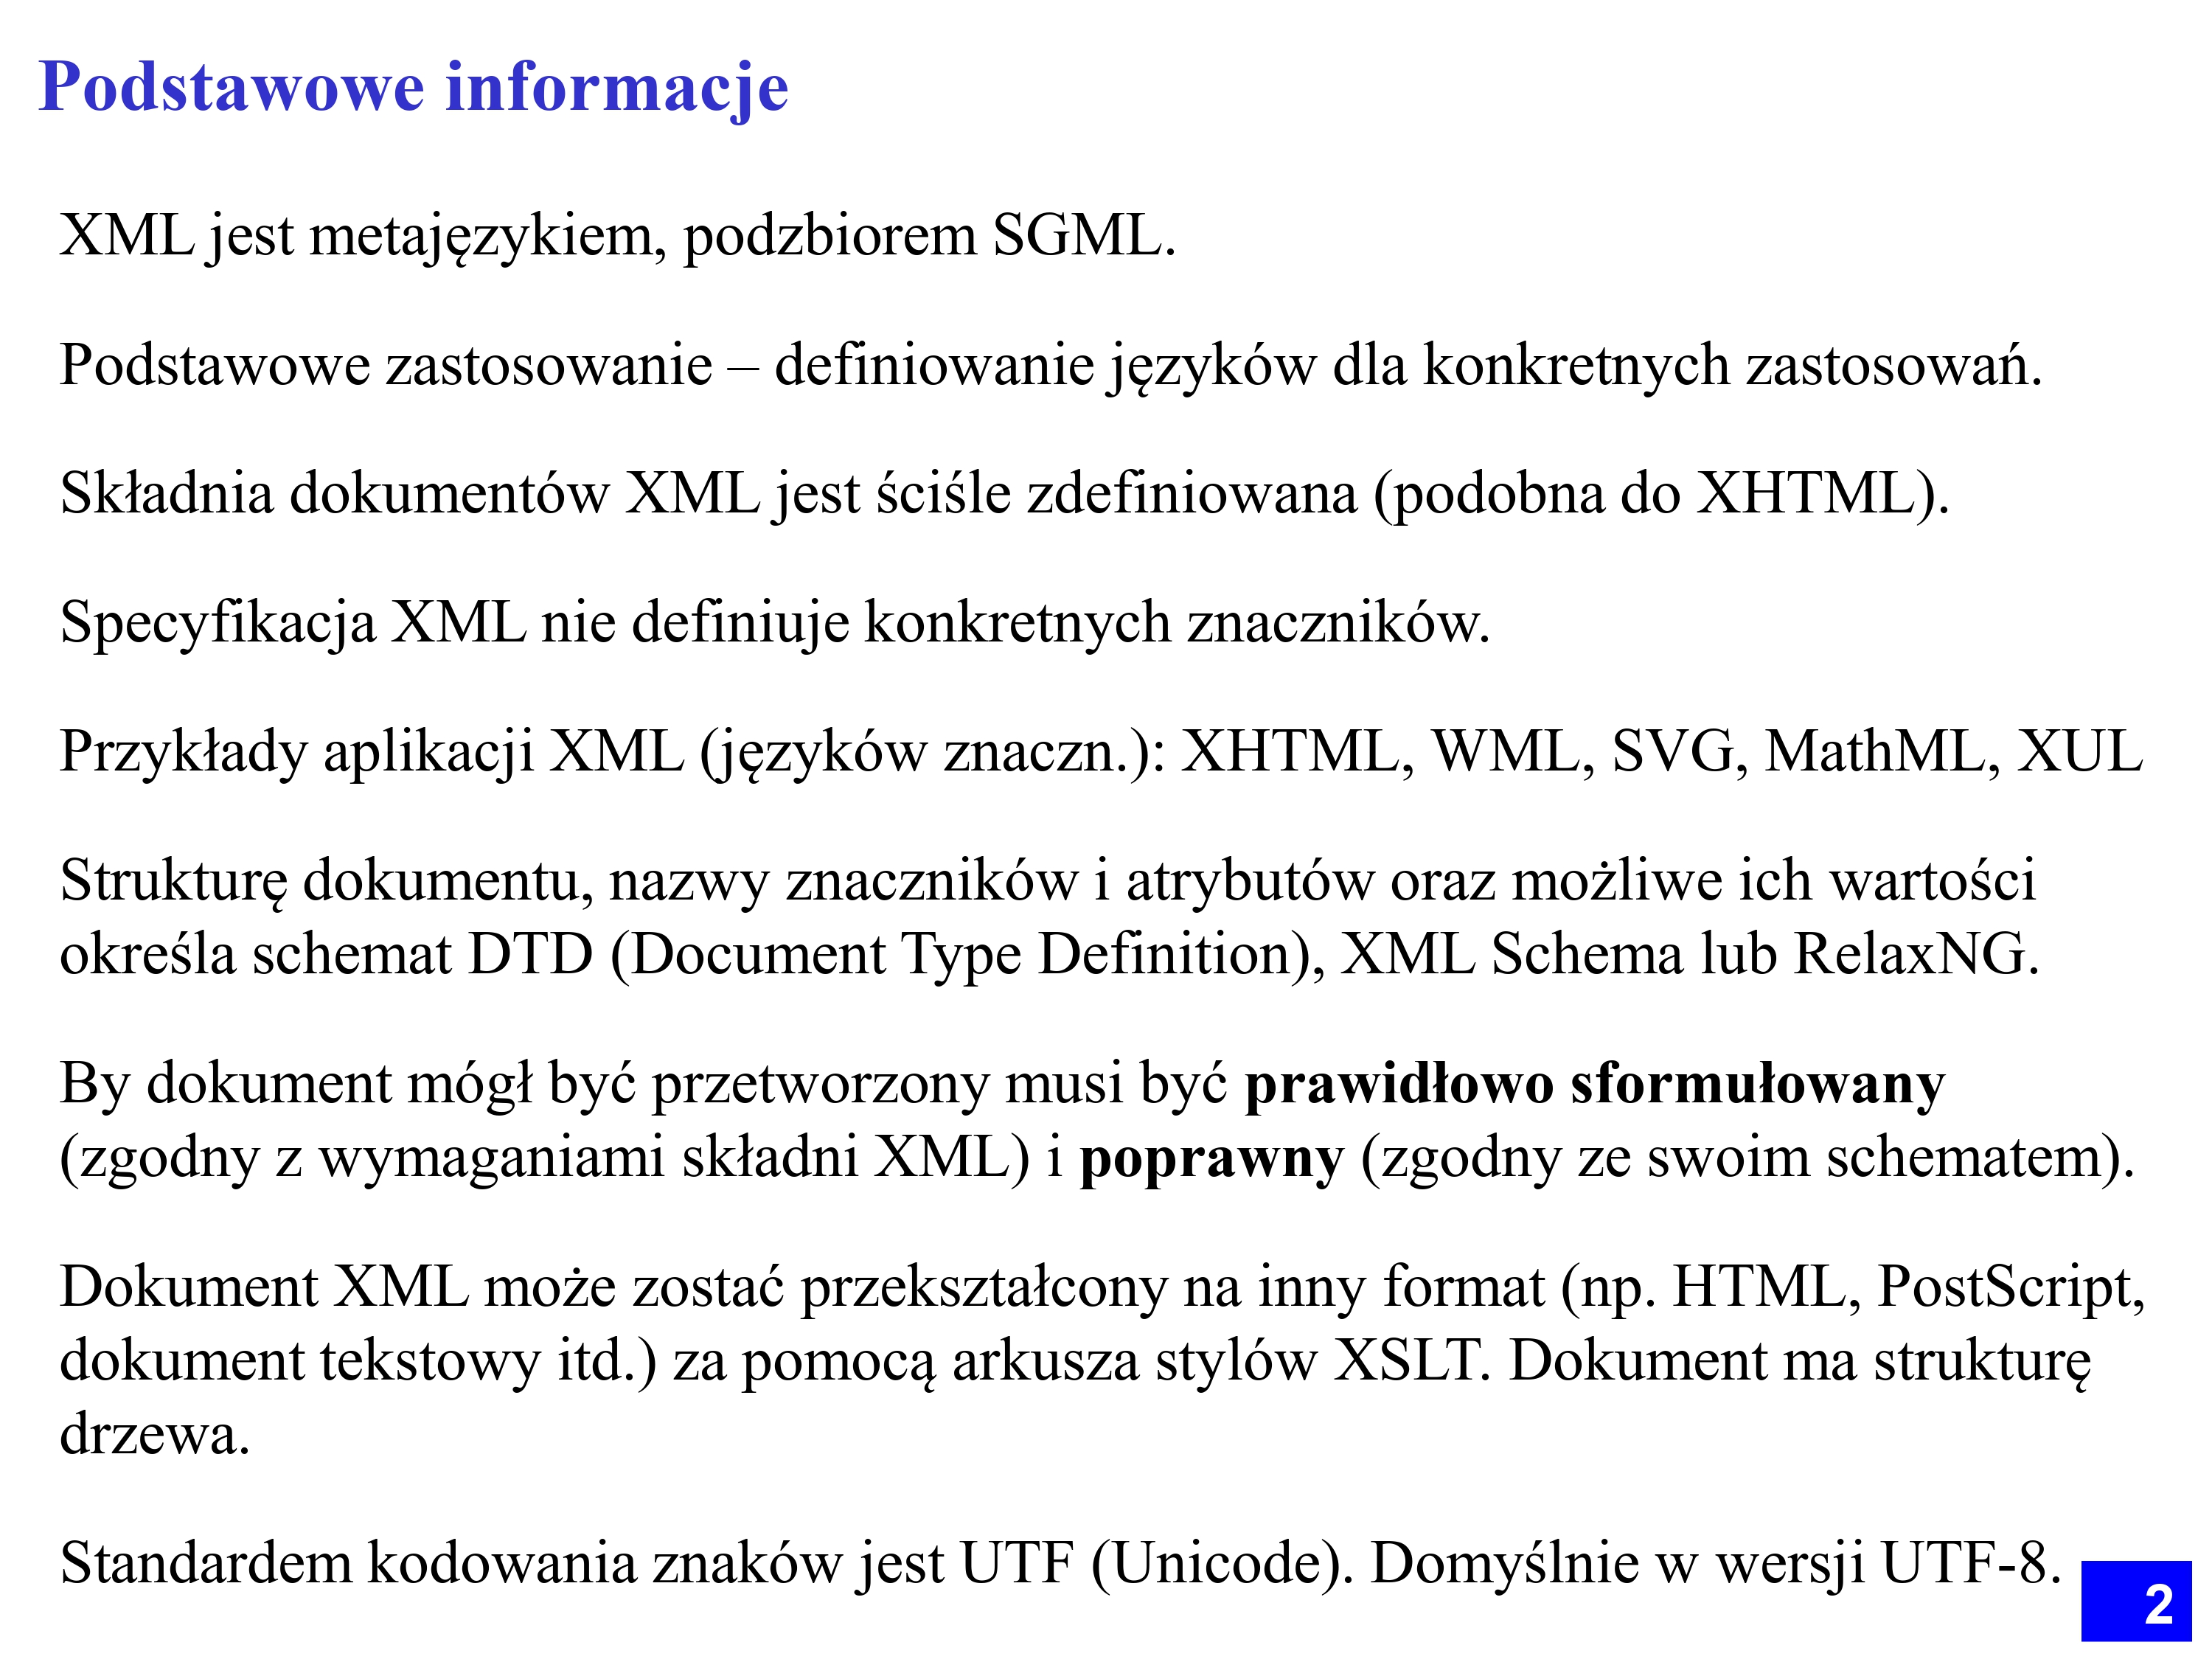 Podstawowe informacje
XML jest metajęzykiem, podzbiorem SGML.
Podstawowe zastosowanie – definiowanie języków dla konkretnych zastosowań.
Składnia dokumentów XML jest ściśle zdefiniowana (podobna do XHTML).
Specyfikacja XML nie definiuje konkretnych znaczników.
Przykłady aplikacji XML (języków znaczn.): XHTML, WML, SVG, MathML, XUL
Strukturę dokumentu, nazwy znaczników i atrybutów oraz możliwe ich wartości
określa schemat DTD (Document Type Definition), XML Schema lub RelaxNG.
By dokument mógł być przetworzony musi być prawidłowo sformułowany
(zgodny z wymaganiami składni XML) i poprawny (zgodny ze swoim schematem).
Dokument XML może zostać przekształcony na inny format (np. HTML, PostScript,
dokument tekstowy itd.) za pomocą arkusza stylów XSLT. Dokument ma strukturę
drzewa.
Standardem kodowania znaków jest UTF (Unicode). Domyślnie w wersji UTF-8.
2